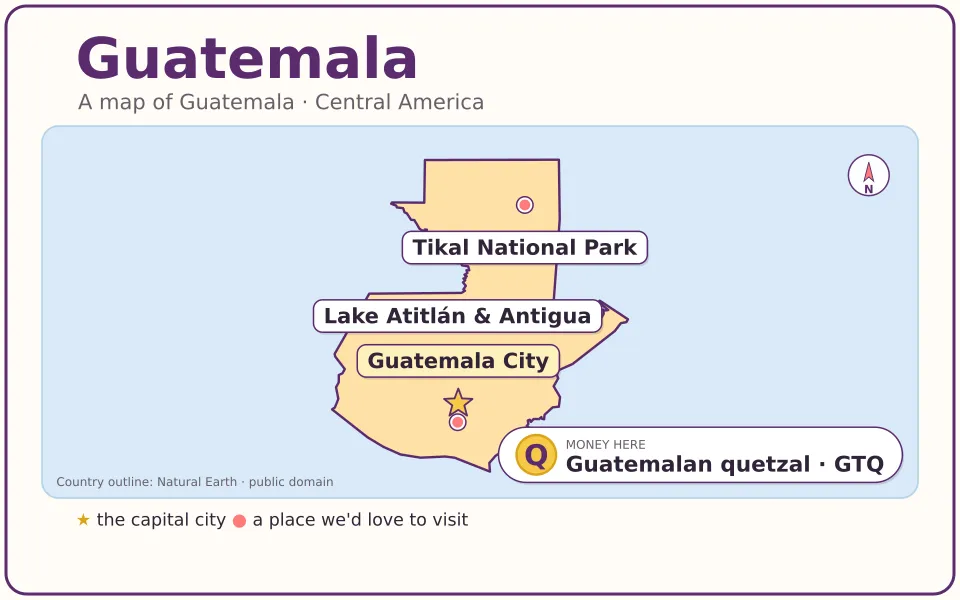 Guatemala
A map of Guatemala · Central America
N
Tikal National Park
Lake Atitlán & Antigua
Guatemala City
Q
MONEY HERE
Guatemalan quetzal · GTQ
Country outline: Natural Earth · public domain
★ the capital city ● a place we'd love to visit